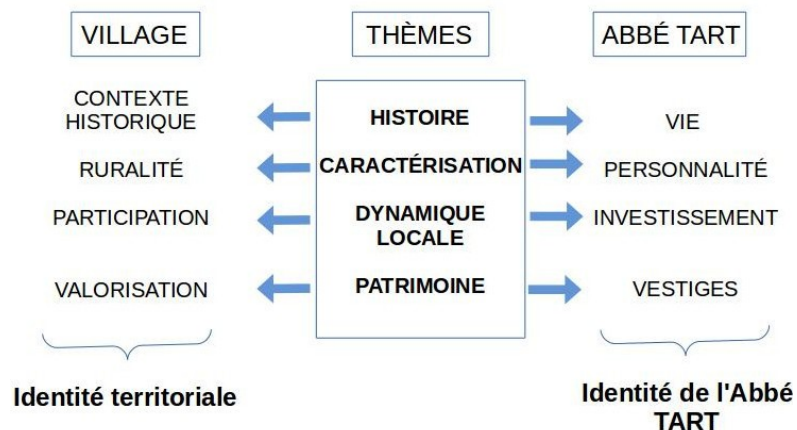 VILLAGE THÈMES ABBÉ TART
CONTEXTE
HISTORIQUE HISTOIRE VIE
RURALITÉ CARACTÉRISATION PERSONNALITÉ
PARTICIPATION DYNAMIQUE
LOCALE INVESTISSEMENT
VALORISATION PATRIMOINE VESTIGES
Identité territoriale Identité de l'Abbé
TART